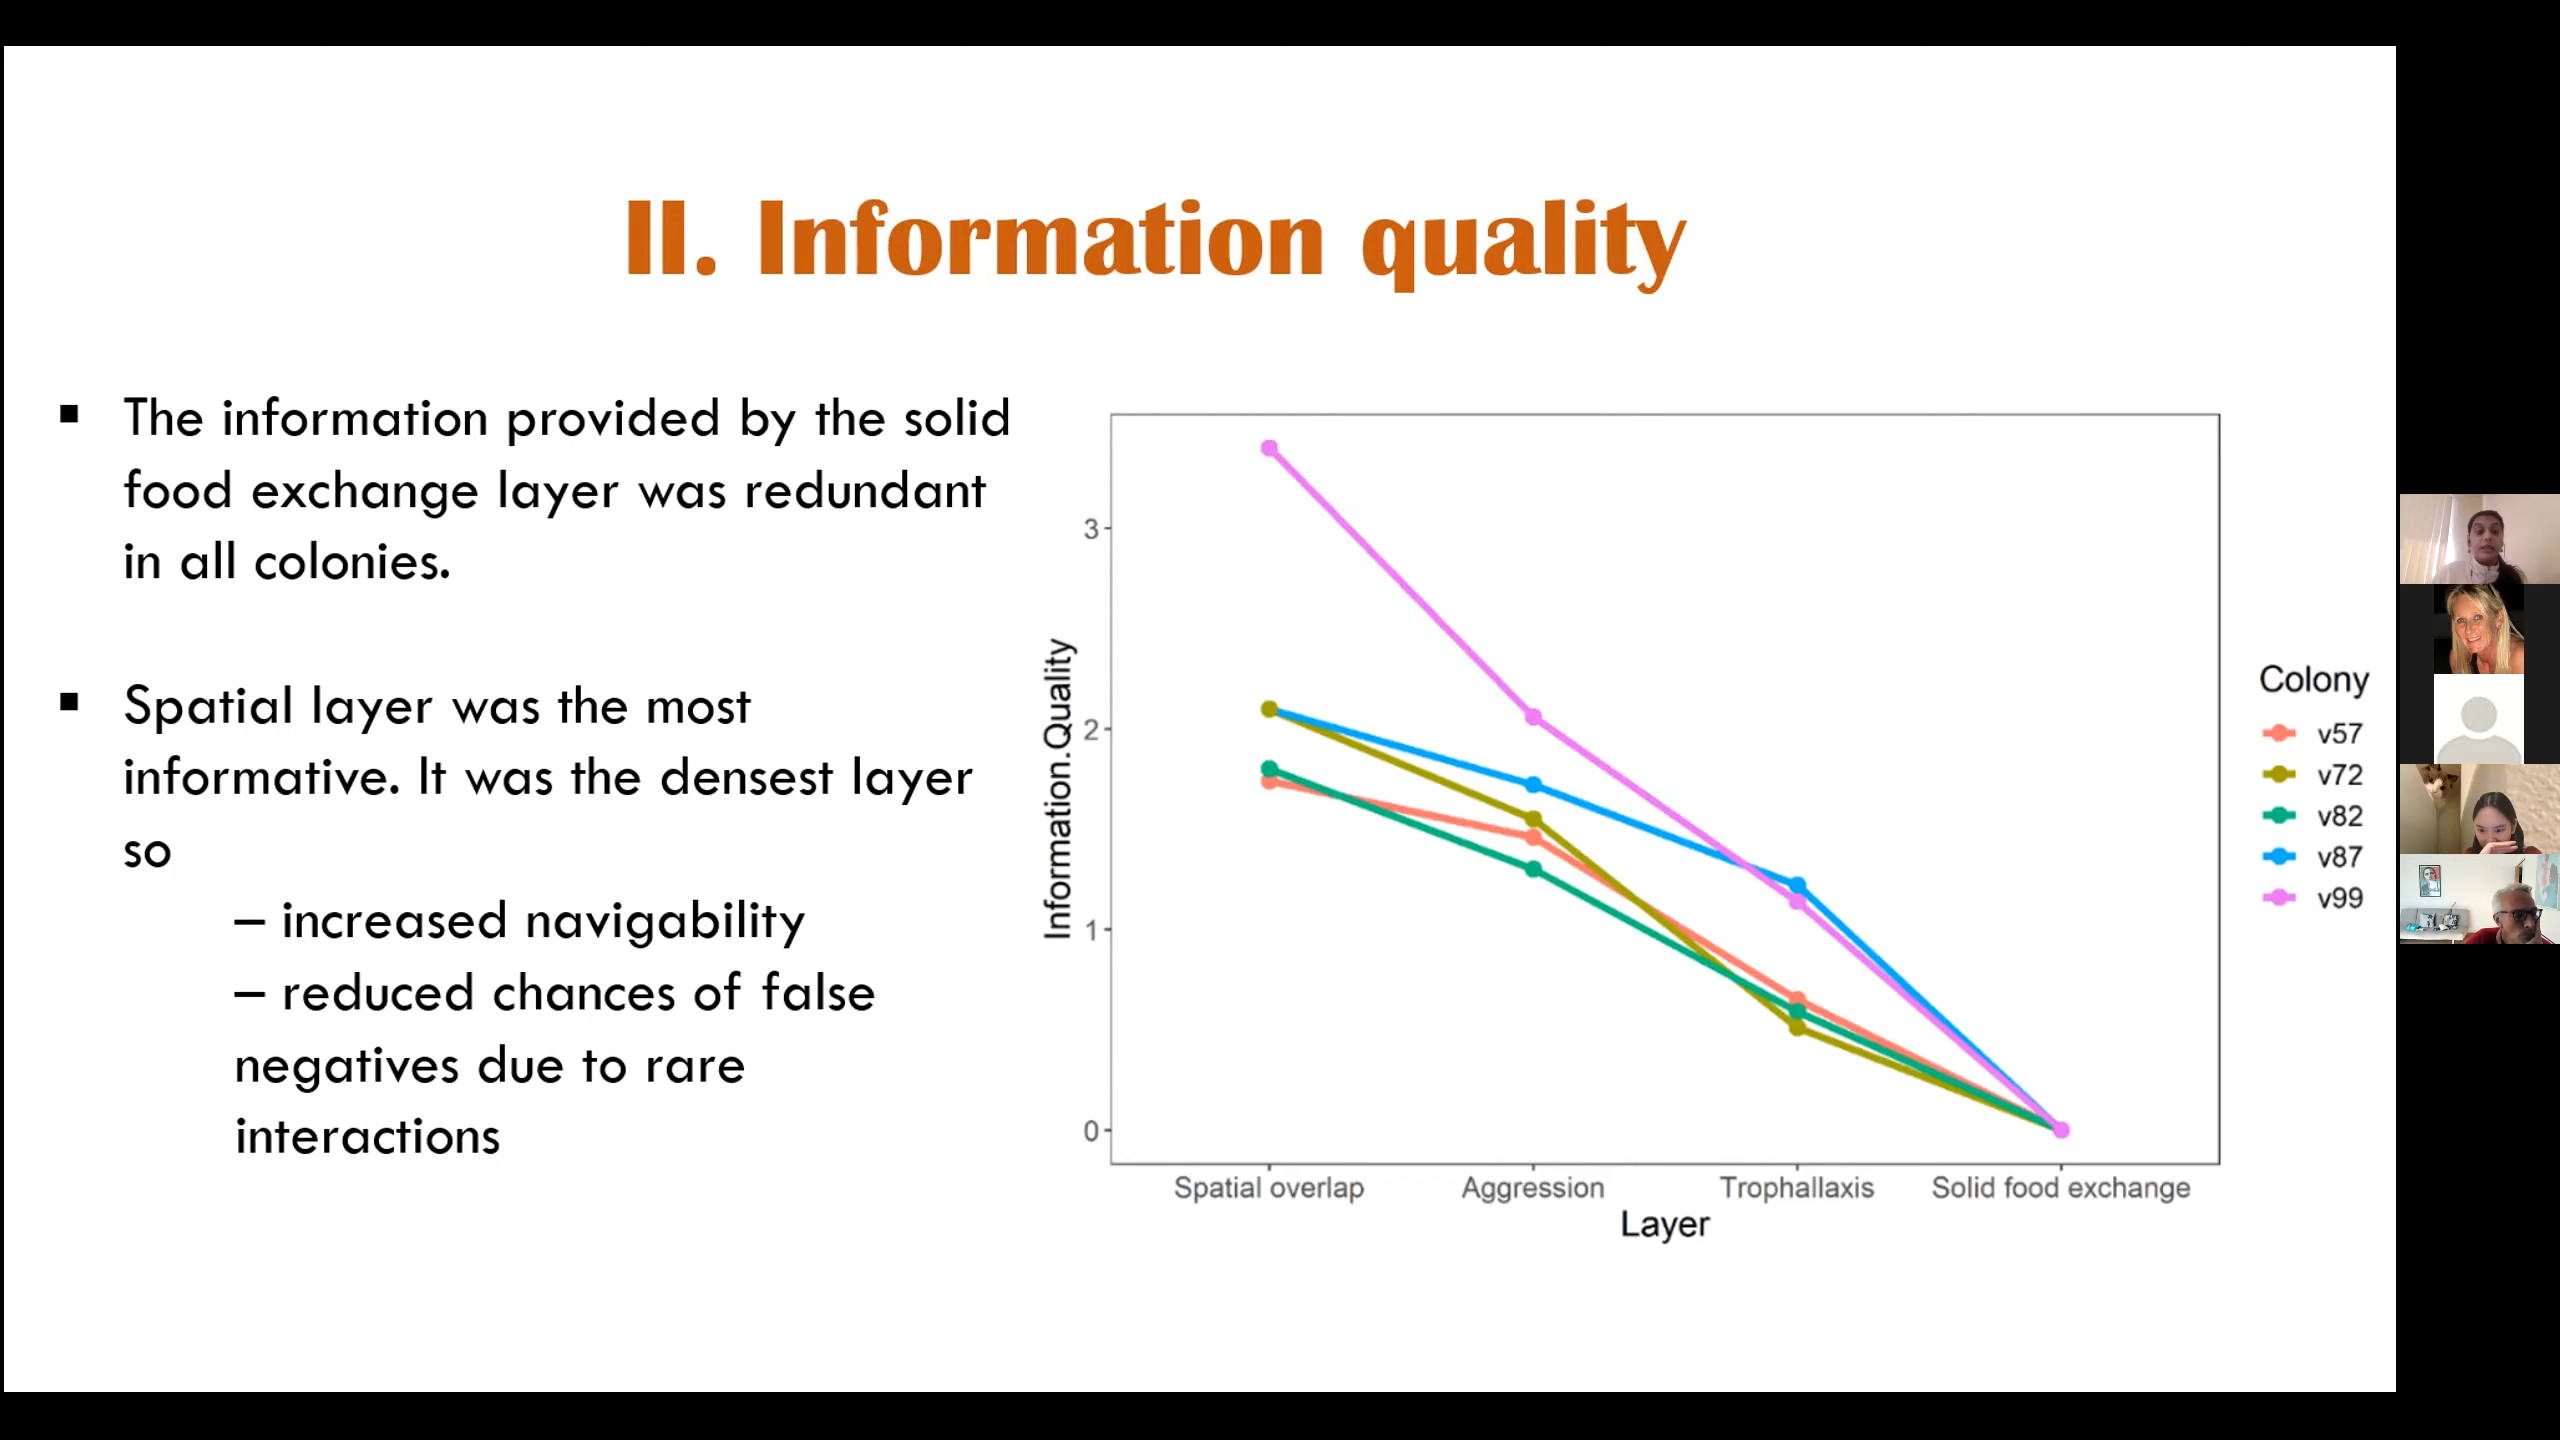 II. Information quality
▪ The information provided by the solid
food exchange layer was redundant
in all colonies.
▪ Spatial layer was the most
informative. It was the densest layer
so
– increased navigability
– reduced chances of false
negatives due to rare
interactions
Information.Quality
3
2
1
0
Spatial overlap
Aggression
Trophallaxis
Solid food exchange
Layer
Colony
v57
v72
v82
v87
v99